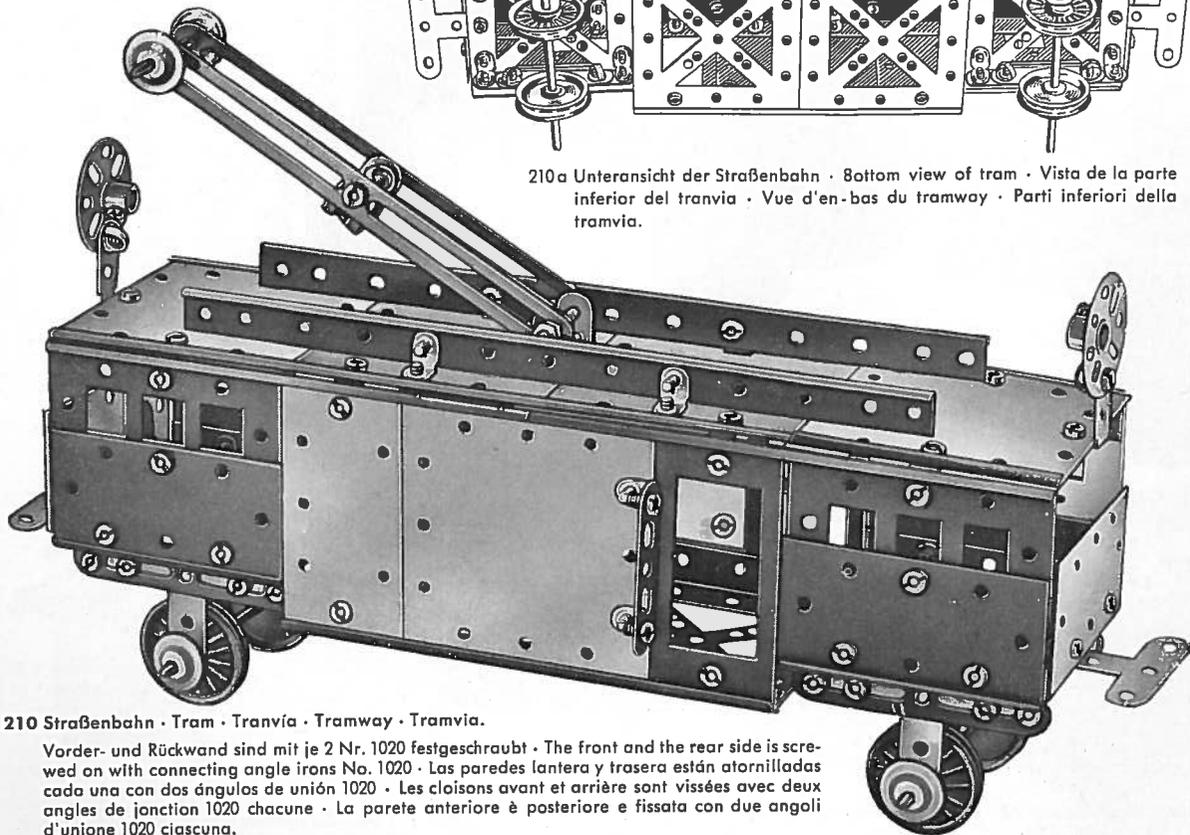 210a Unteransicht der Straßenbahn · Bottom view of tram · Vista de la parte
inferior del tranvia · Vue d'en-bas du tramway · Parti inferiori della
tramvia.
210 Straßenbahn · Tram · Tranvía · Tramway · Tramvia.
Vorder- und Rückwand sind mit je 2 Nr. 1020 festgeschraubt · The front and the rear side is scre-
wed on with connecting angle irons No. 1020 · Las paredes lantera y trasera están atornilladas
cada una con dos ángulos de unión 1020 · Les cloisons avant et arrière sont vissées avec deux
angles de jonction 1020 chacune · La parete anteriore è posteriore e fissata con due angoli
d'unione 1020 ciascuna.